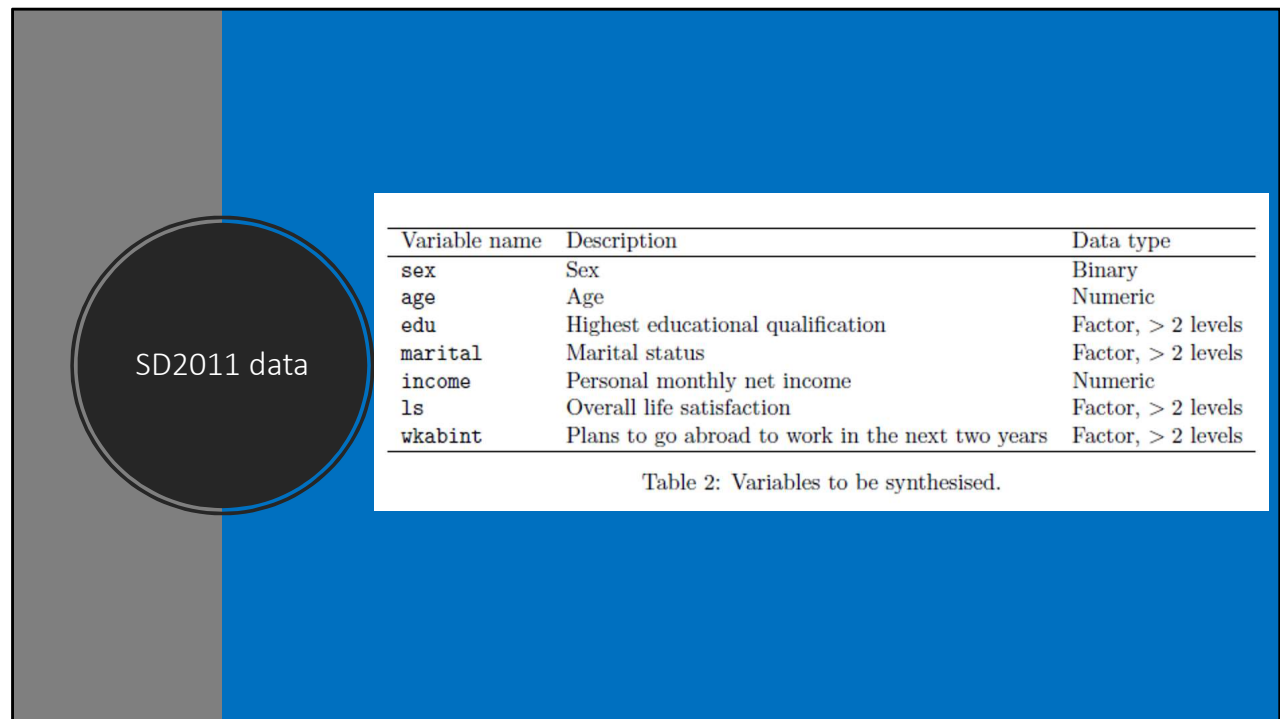 SD2011 data
Variable name Description Data type
sex Sex Binary
age Age Numeric
edu Highest educational qualification Factor, > 2 levels
marital Marital status Factor, > 2 levels
income Personal monthly net income Numeric
ls Overall life satisfaction Factor, > 2 levels
wkabint Plans to go abroad to work in the next two years Factor, > 2 levels
Table 2: Variables to be synthesised.